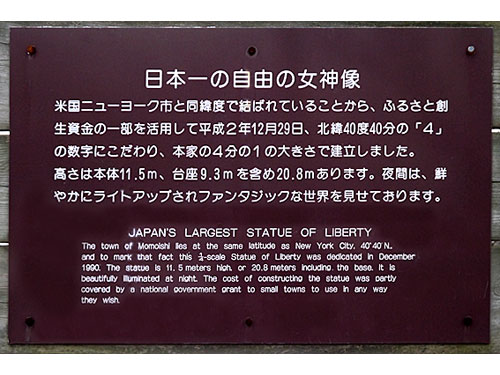 日本一の自由の女神像
米国ニューヨーク市と同緯度で結ばれていることから、ふるさと創
生資金の一部を活用して平成2年12月29日、北緯40度40分の「4」
の数字にこだわり、本家の4分の1の大きさで建立しました。
高さは本体11.5m、台座9.3mを含め20.8mあります。夜間は、鮮
やかにライトアップされファンタジックな世界を見せております。
JAPAN'S LARGEST STATUE OF LIBERTY
The town of Momoishi lies at the same latitude as New York City, 40°40'N.,
and to mark that fact this ¼-scale Statue of Liberty was dedicated in December
1990. The statue is 11.5 meters high, or 20.8 meters including the base. It is
beautifully illuminated at night. The cost of constructing the statue was partly
covered by a national government grant to small towns to use in any way
they wish.